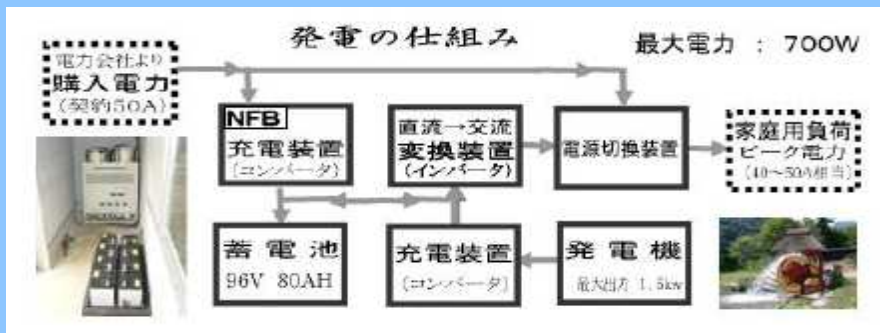 発電の仕組み
最大電力 : 700W
電力会社より
購入電力
(契約50A)
NFB
充電装置
(コンバータ)
直流→交流
変換装置
(インバータ)
電源切換装置
家庭用負荷
ピーク電力
(40～50A相当)
蓄電池
96V 80AH
充電装置
(コンバータ)
発電機
最大出力 1.5kw